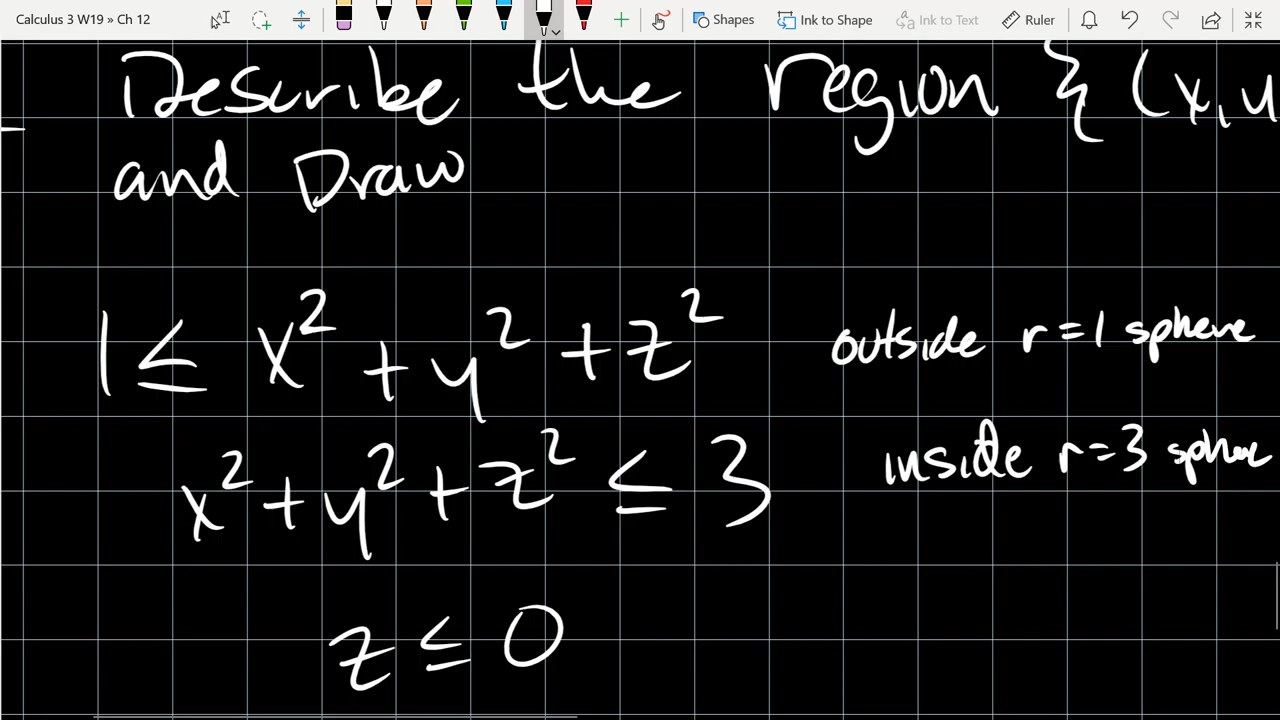 Calculus 3 W19 » Ch 12
Shapes
Ink to Shape
Ink to Text
Ruler
Describe the region { (x, y
and Draw
1 ≤ x² + y² + z² outside r = 1 sphere
x² + y² + z² ≤ 3 inside r = 3 sphere
z ≤ 0